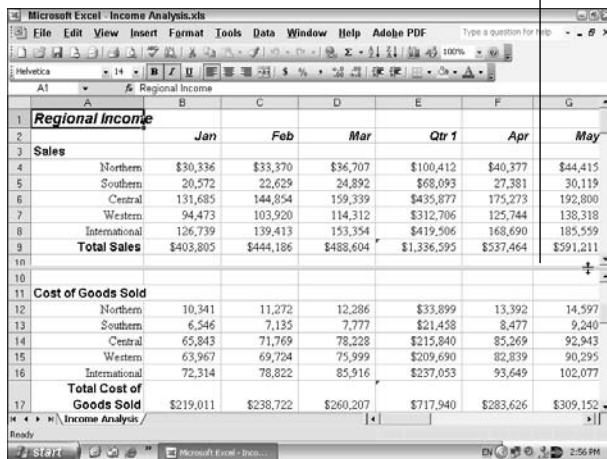 Microsoft Excel - Income Analysis.xls
File Edit View Insert Format Tools Data Window Help Adobe PDF Type a question for help
100%
Helvetica 14 B I U $ % ,
A1 fx Regional Income
A B C D E F G
1 Regional Income
2 Jan Feb Mar Qtr 1 Apr May
3 Sales
4 Northern $30,336 $33,370 $36,707 $100,412 $40,377 $44,415
5 Southern 20,572 22,629 24,892 $68,093 27,381 30,119
6 Central 131,685 144,854 159,339 $435,877 175,273 192,800
7 Western 94,473 103,920 114,312 $312,706 125,744 138,318
8 International 126,739 139,413 153,354 $419,506 168,690 185,559
9 Total Sales $403,805 $444,186 $488,604 $1,336,595 $537,464 $591,211
10
10
11 Cost of Goods Sold
12 Northern 10,341 11,272 12,286 $33,899 13,392 14,597
13 Southern 6,546 7,135 7,777 $21,458 8,477 9,240
14 Central 65,843 71,769 78,228 $215,840 85,269 92,943
15 Western 63,967 69,724 75,999 $209,690 82,839 90,295
16 International 72,314 78,822 85,916 $237,053 93,649 102,077
Total Cost of
17 Goods Sold $219,011 $238,722 $260,207 $717,940 $283,626 $309,152
Income Analysis
Ready
start Microsoft Excel - Inco... EN 2:56 PM